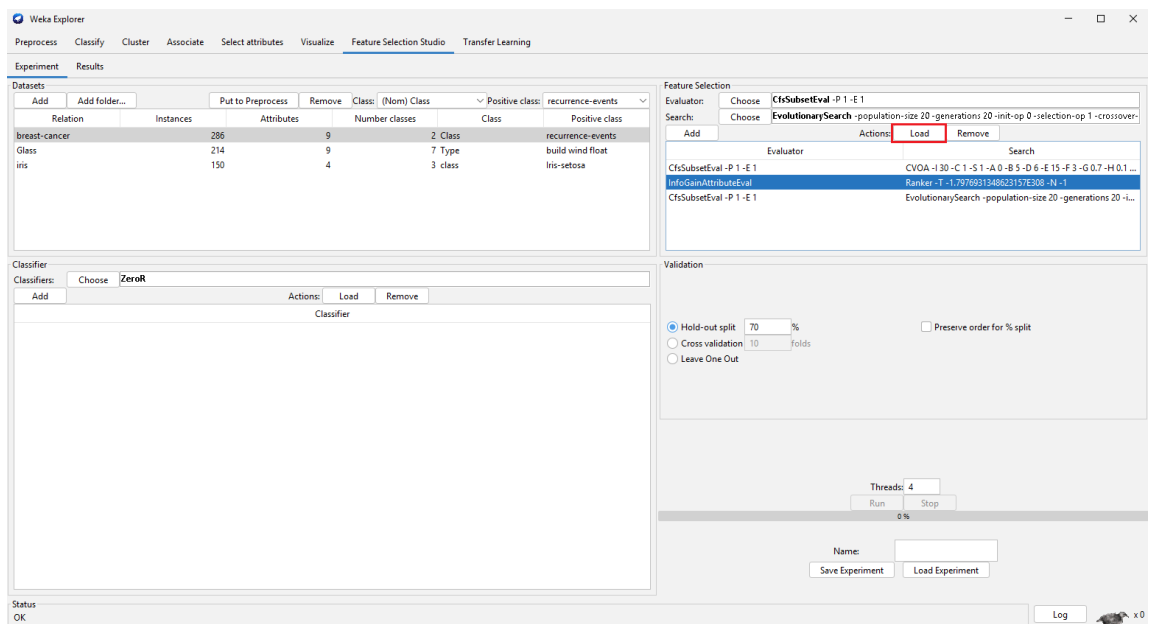 Weka Explorer
Preprocess Classify Cluster Associate Select attributes Visualize Feature Selection Studio Transfer Learning
Experiment Results
Datasets
Add Add folder... Put to Preprocess Remove Class: (Nom) Class Positive class: recurrence-events
Relation Instances Attributes Number classes Class Positive class
breast-cancer 286 9 2 Class recurrence-events
Glass 214 9 7 Type build wind float
iris 150 4 3 class Iris-setosa
Feature Selection
Evaluator: Choose CfsSubsetEval -P 1 -E 1
Search: Choose EvolutionarySearch -population-size 20 -generations 20 -init-op 0 -selection-op 1 -crossover-
Add Actions: Load Remove
Evaluator Search
CfsSubsetEval -P 1 -E 1 CVOA -I 30 -C 1 -S 1 -A 0 -B 5 -D 6 -E 15 -F 3 -G 0.7 -H 0.1 ...
InfoGainAttributeEval Ranker -T -1.7976931348623157E308 -N -1
CfsSubsetEval -P 1 -E 1 EvolutionarySearch -population-size 20 -generations 20 -i...
Classifier
Classifiers: Choose ZeroR
Add Actions: Load Remove
Classifier
Validation
Hold-out split 70 % Preserve order for % split
Cross validation 10 folds
Leave One Out
Threads: 4
Run Stop
0 %
Name:
Save Experiment Load Experiment
Status
OK
Log x 0